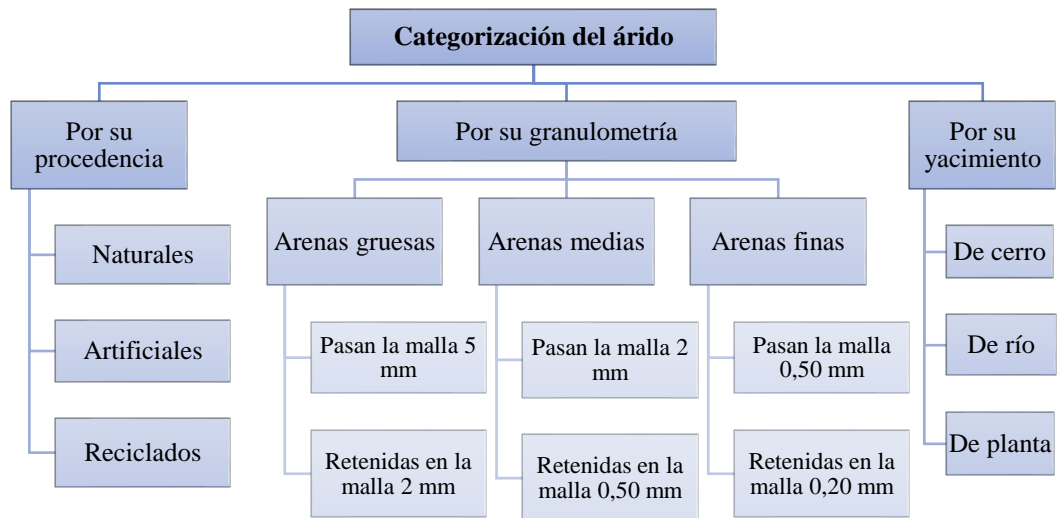 Categorización del árido
Por su
procedencia
Naturales
Artificiales
Reciclados
Por su granulometría
Arenas gruesas
Pasan la malla 5
mm
Retenidas en la
malla 2 mm
Arenas medias
Pasan la malla 2
mm
Retenidas en la
malla 0,50 mm
Arenas finas
Pasan la malla
0,50 mm
Retenidas en la
malla 0,20 mm
Por su
yacimiento
De cerro
De río
De planta